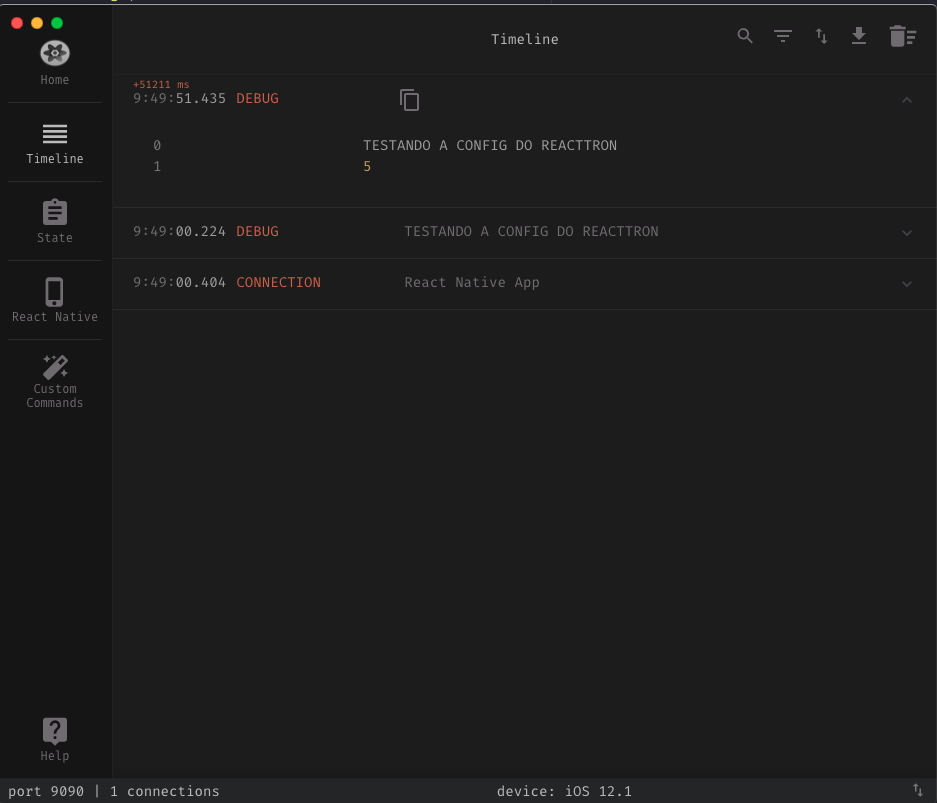 Timeline
Home
Timeline
State
React Native
Custom
Commands
Help
+51211 ms
9:49:51.435 DEBUG
0 TESTANDO A CONFIG DO REACTTRON
1 5
9:49:00.224 DEBUG TESTANDO A CONFIG DO REACTTRON
9:49:00.404 CONNECTION React Native App
port 9090 | 1 connections device: iOS 12.1